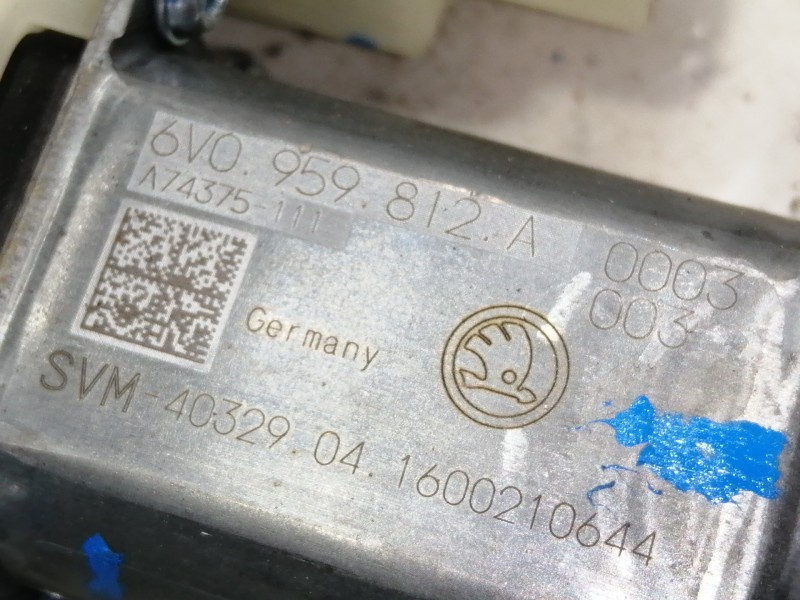 6V0.959.812.A
A74375-111
0003
003
Germany
SVM-40329.04.1600210644